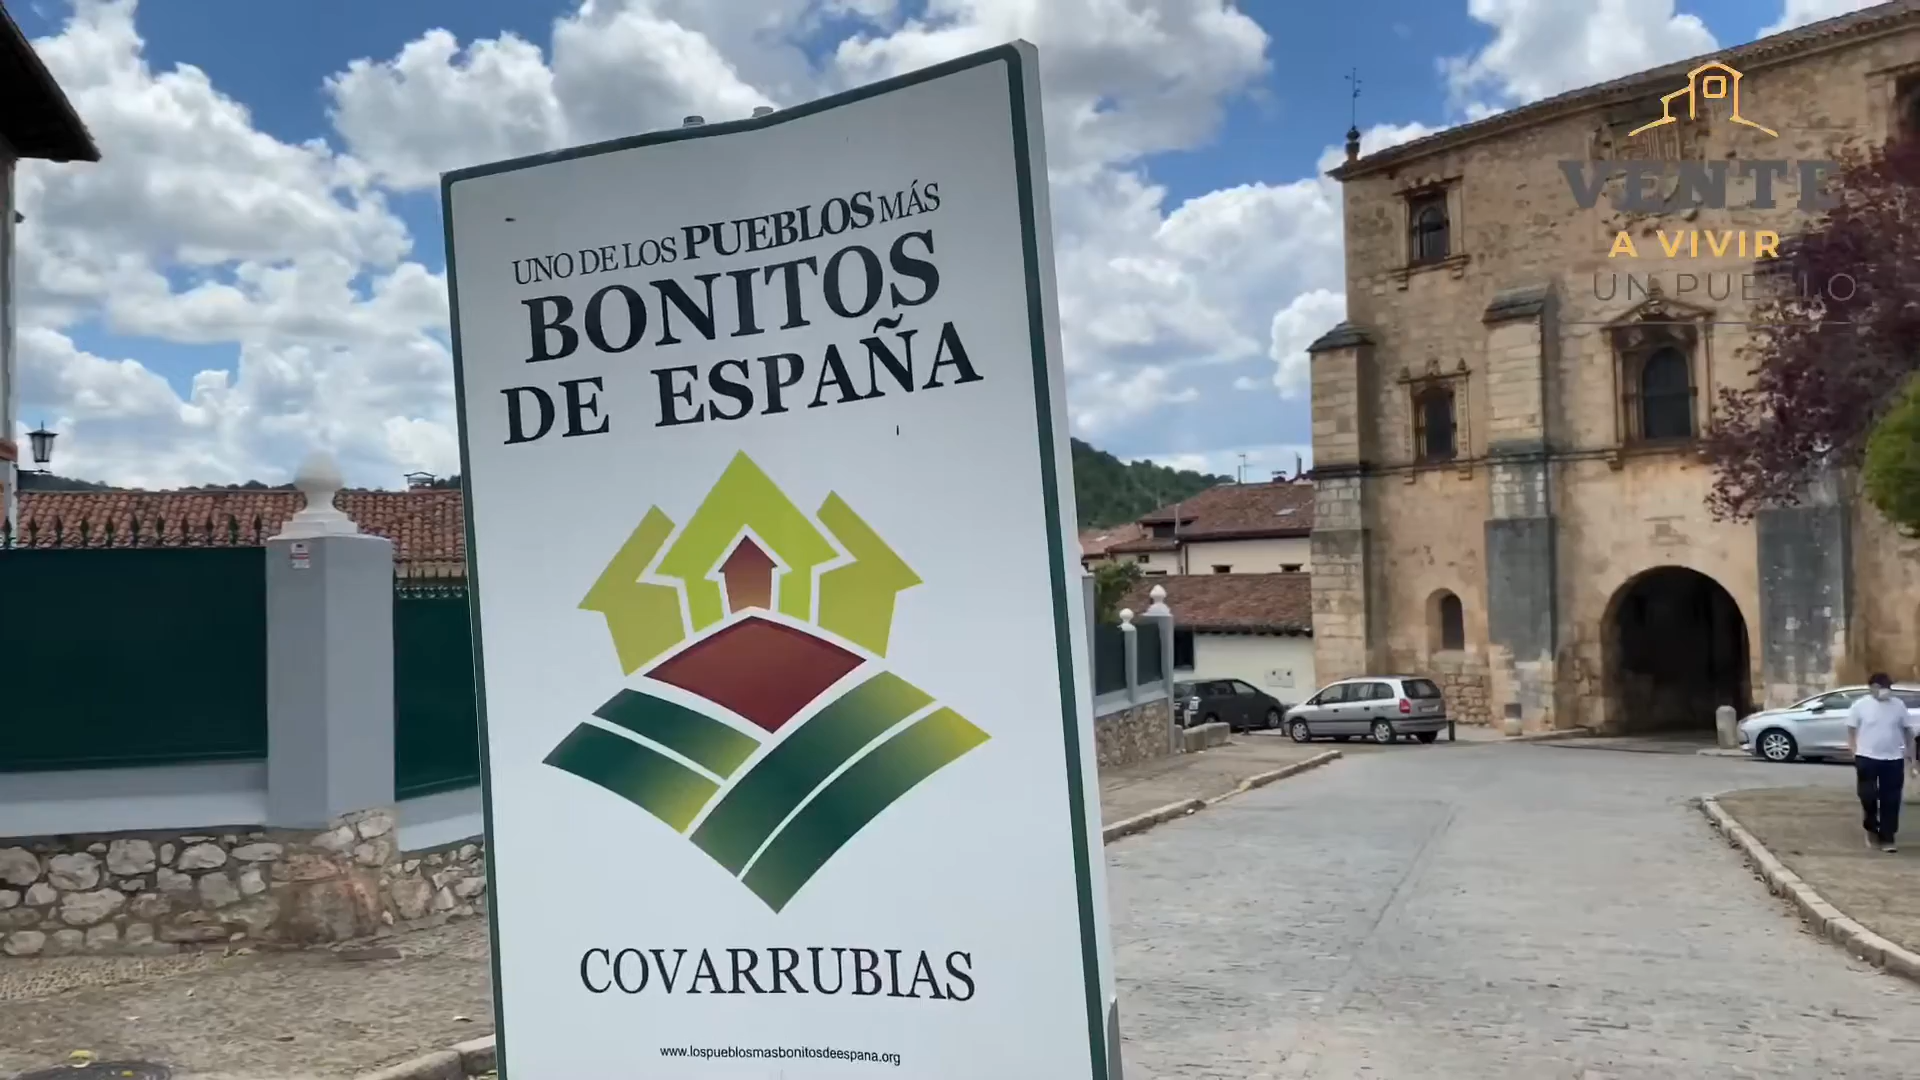 UNO DE LOS PUEBLOS MÁS
BONITOS
DE ESPAÑA
COVARRUBIAS
www.lospueblosmasbonitosdeespana.org
VENTE
A VIVIR
UN PUEBLO